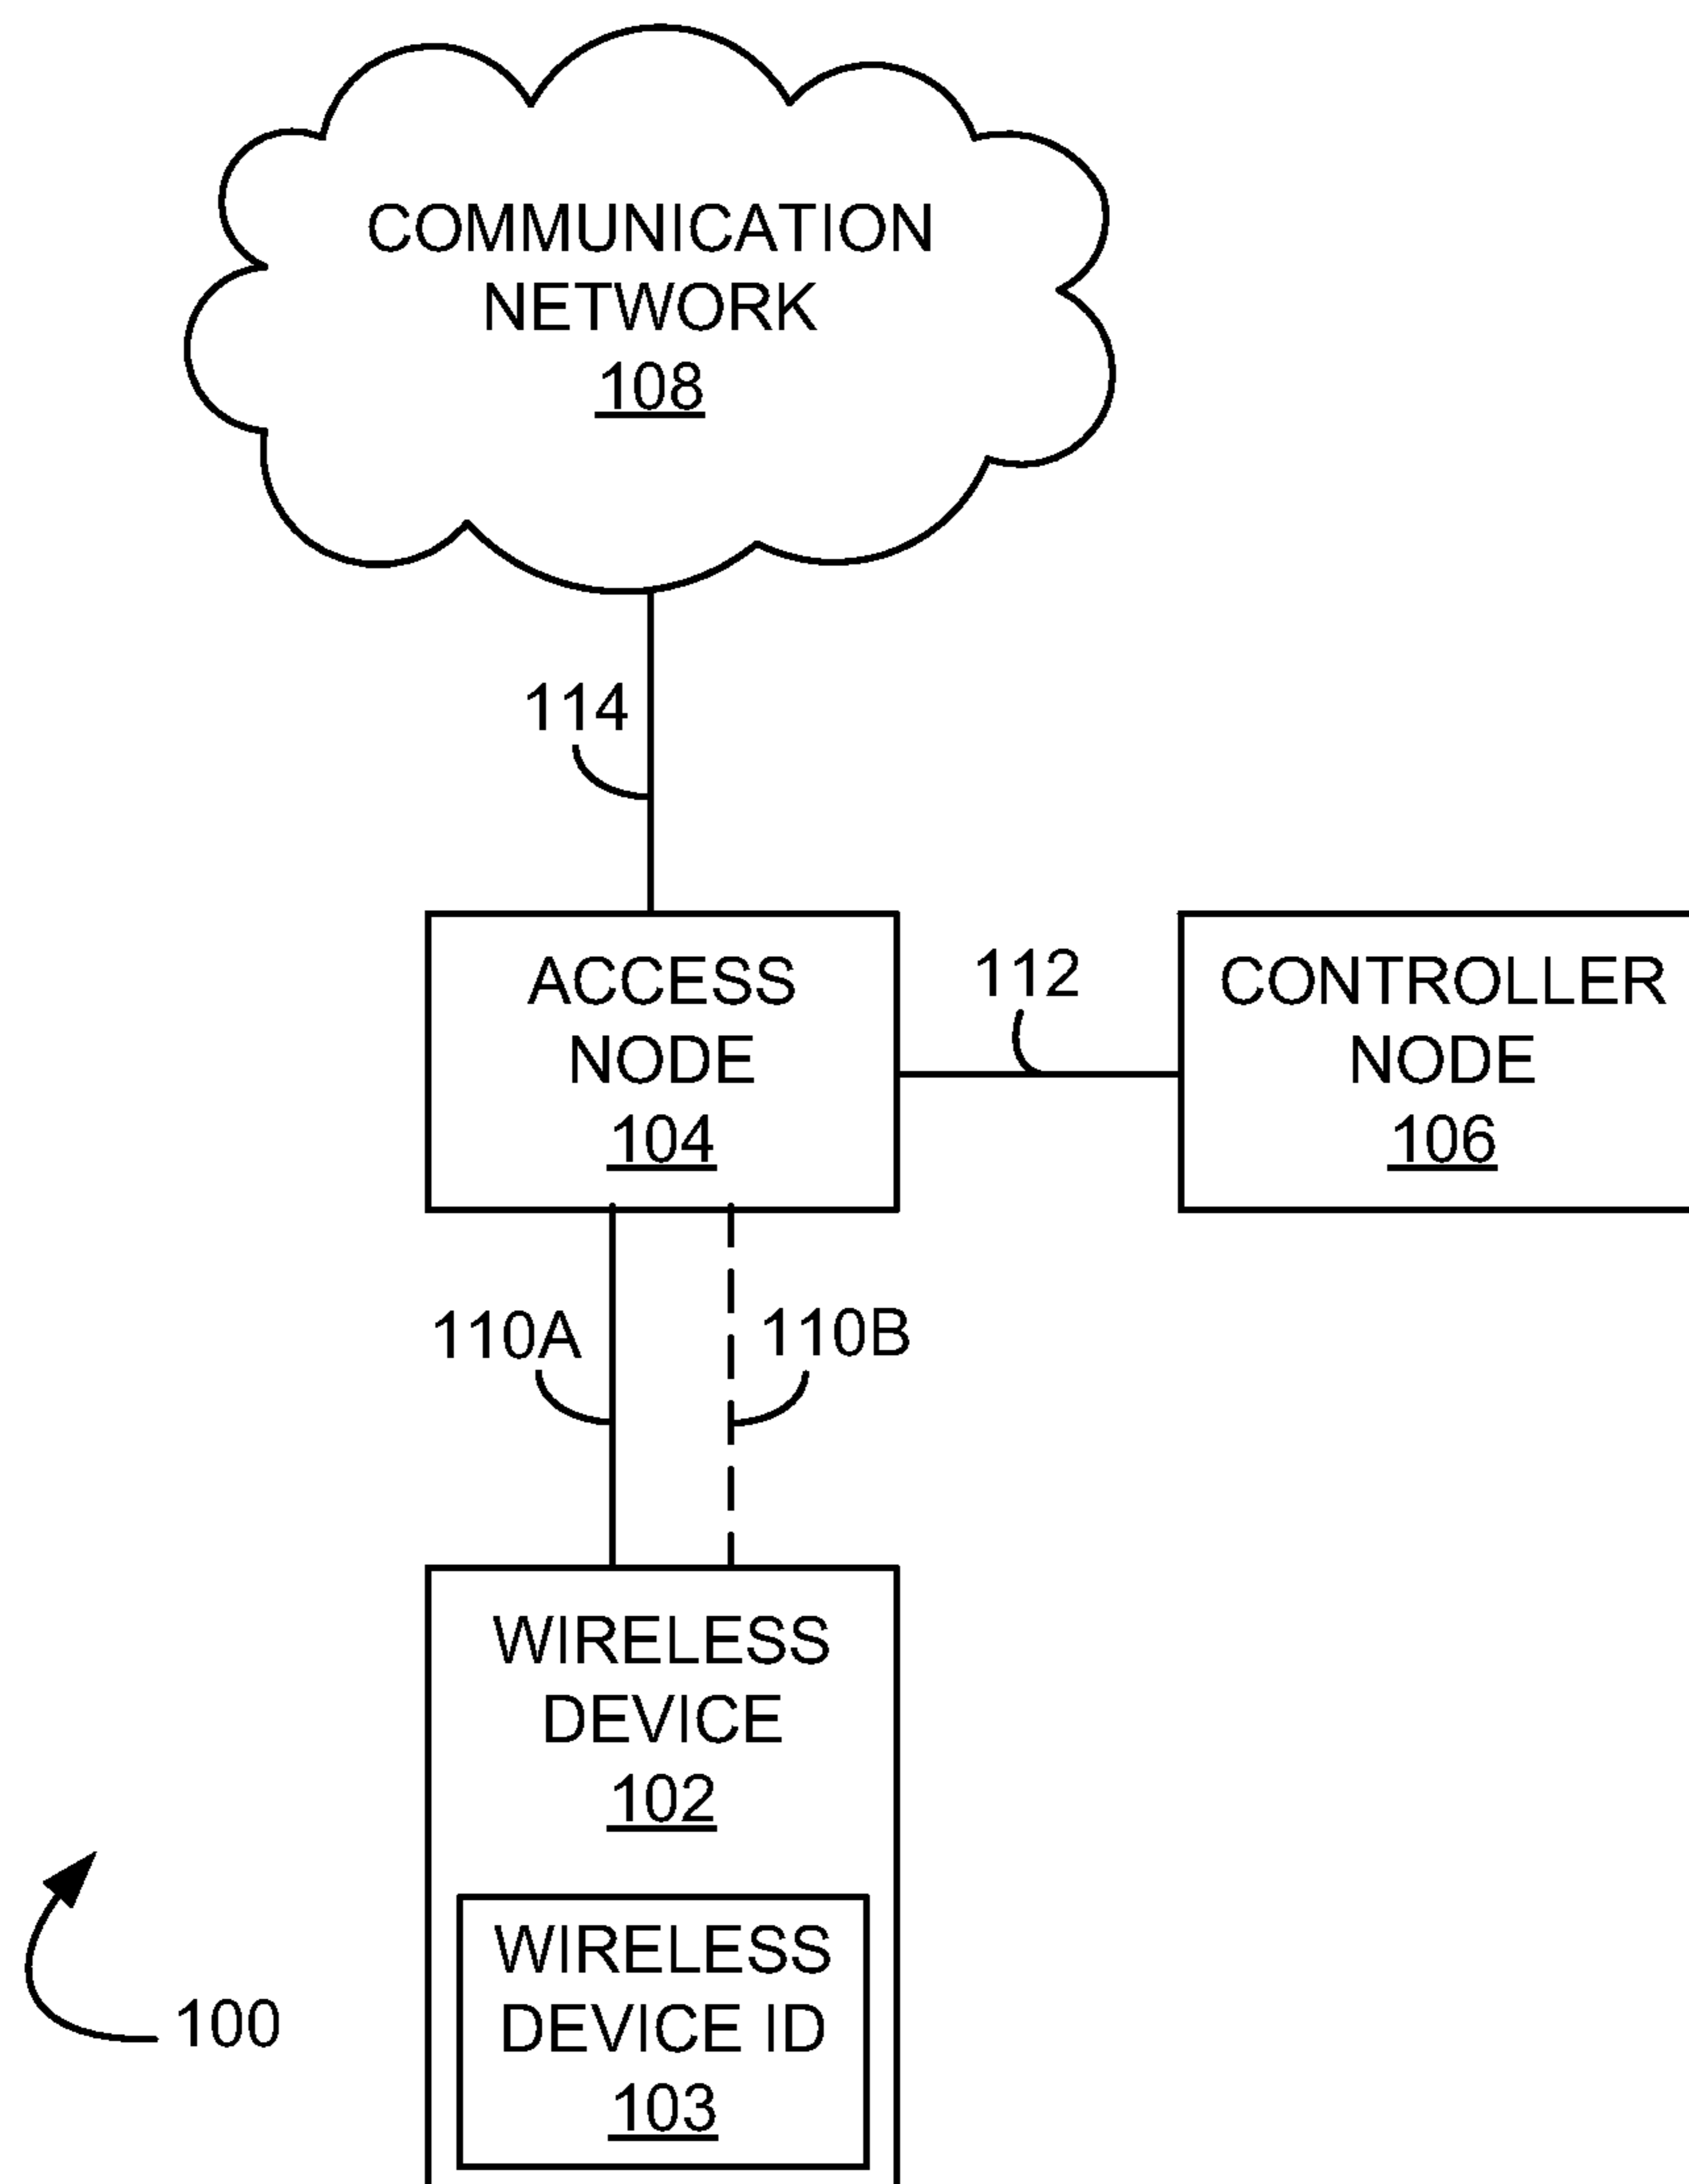 COMMUNICATION
NETWORK
108
114
ACCESS
NODE
104
112
CONTROLLER
NODE
106
110A
110B
WIRELESS
DEVICE
102
WIRELESS
DEVICE ID
103
100